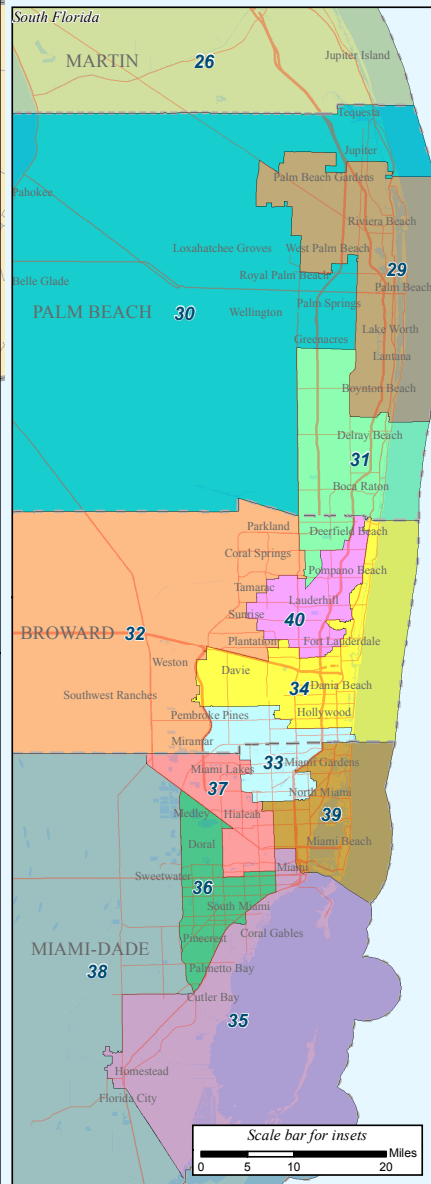 South Florida
MARTIN
26
Jupiter Island
Tequesta
Jupiter
Palm Beach Gardens
Pahokee
Riviera Beach
Loxahatchee Groves
West Palm Beach
29
Royal Palm Beach
Belle Glade
Palm Beach
Palm Springs
PALM BEACH
30
Wellington
Lake Worth
Greenacres
Lantana
Boynton Beach
Delray Beach
31
Boca Raton
Parkland
Deerfield Beach
Coral Springs
Pompano Beach
Tamarac
Lauderhill
Sunrise
40
BROWARD
32
Plantation
Fort Lauderdale
Weston
Davie
34
Dania Beach
Southwest Ranches
Pembroke Pines
Hollywood
Miramar
33
Miami Gardens
Miami Lakes
37
North Miami
Medley
Hialeah
39
Doral
Miami Beach
Miami
Sweetwater
36
South Miami
Coral Gables
Pinecrest
MIAMI-DADE
38
Palmetto Bay
Cutler Bay
35
Homestead
Florida City
Scale bar for insets
Miles
0 5 10 20